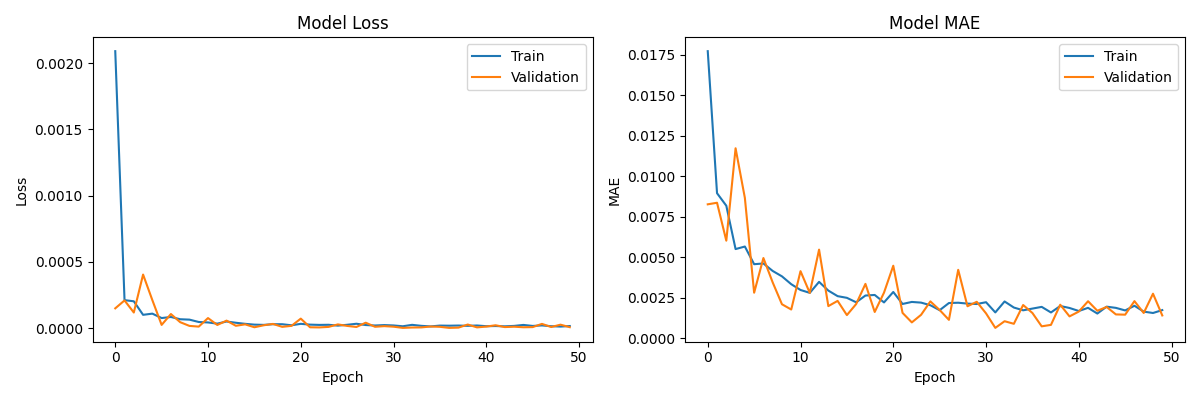 Model Loss
Train
Validation
0.0020
0.0015
0.0010
0.0005
0.0000
Loss
0 10 20 30 40 50
Epoch
Model MAE
Train
Validation
0.0175
0.0150
0.0125
0.0100
0.0075
0.0050
0.0025
0.0000
MAE
0 10 20 30 40 50
Epoch